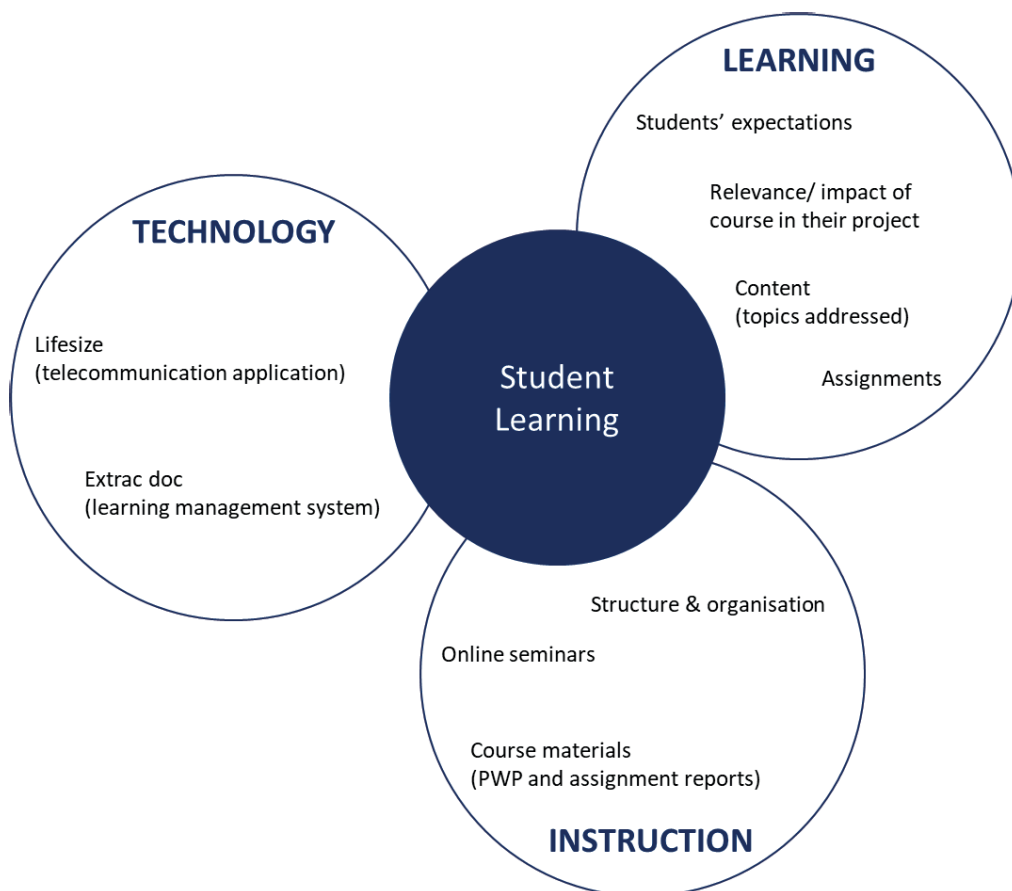 LEARNING
Students' expectations
Relevance/ impact of
course in their project
Content
(topics addressed)
Assignments
TECHNOLOGY
Lifesize
(telecommunication application)
Extrac doc
(learning management system)
Student
Learning
Structure & organisation
Online seminars
Course materials
(PWP and assignment reports)
INSTRUCTION